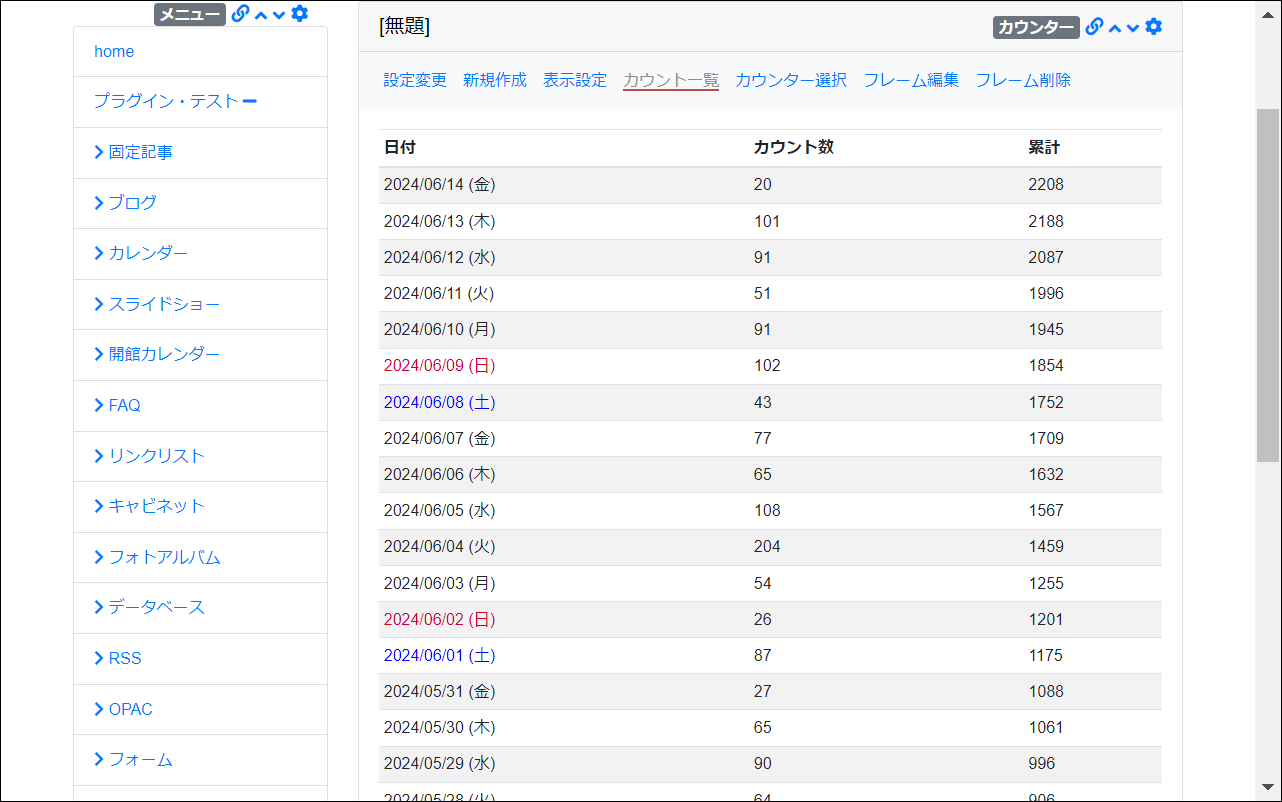 メニュー
home
プラグイン・テスト
固定記事
ブログ
カレンダー
スライドショー
開館カレンダー
FAQ
リンクリスト
キャビネット
フォトアルバム
データベース
RSS
OPAC
フォーム
[無題]
カウンター
設定変更 新規作成 表示設定 カウント一覧 カウンター選択 フレーム編集 フレーム削除
日付 カウント数 累計
2024/06/14 (金) 20 2208
2024/06/13 (木) 101 2188
2024/06/12 (水) 91 2087
2024/06/11 (火) 51 1996
2024/06/10 (月) 91 1945
2024/06/09 (日) 102 1854
2024/06/08 (土) 43 1752
2024/06/07 (金) 77 1709
2024/06/06 (木) 65 1632
2024/06/05 (水) 108 1567
2024/06/04 (火) 204 1459
2024/06/03 (月) 54 1255
2024/06/02 (日) 26 1201
2024/06/01 (土) 87 1175
2024/05/31 (金) 27 1088
2024/05/30 (木) 65 1061
2024/05/29 (水) 90 996
2024/05/28 (火) 64 906